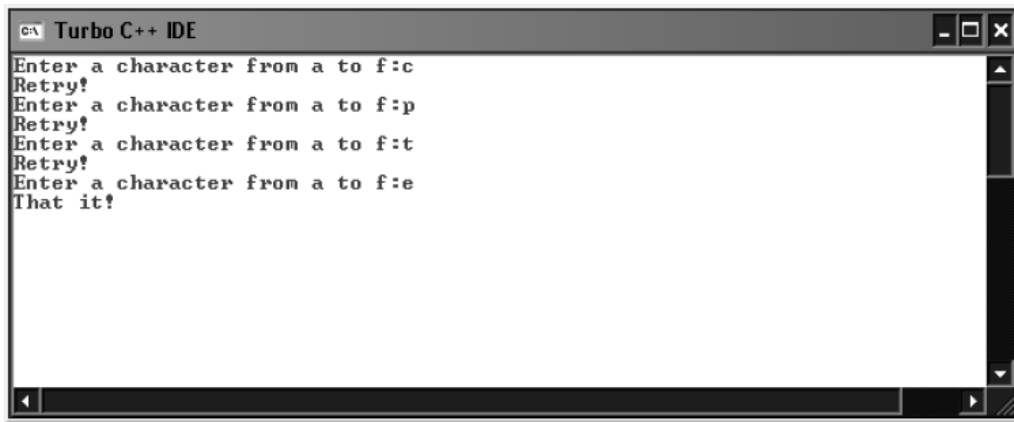 Turbo C++ IDE
Enter a character from a to f:c
Retry!
Enter a character from a to f:p
Retry!
Enter a character from a to f:t
Retry!
Enter a character from a to f:e
That it!